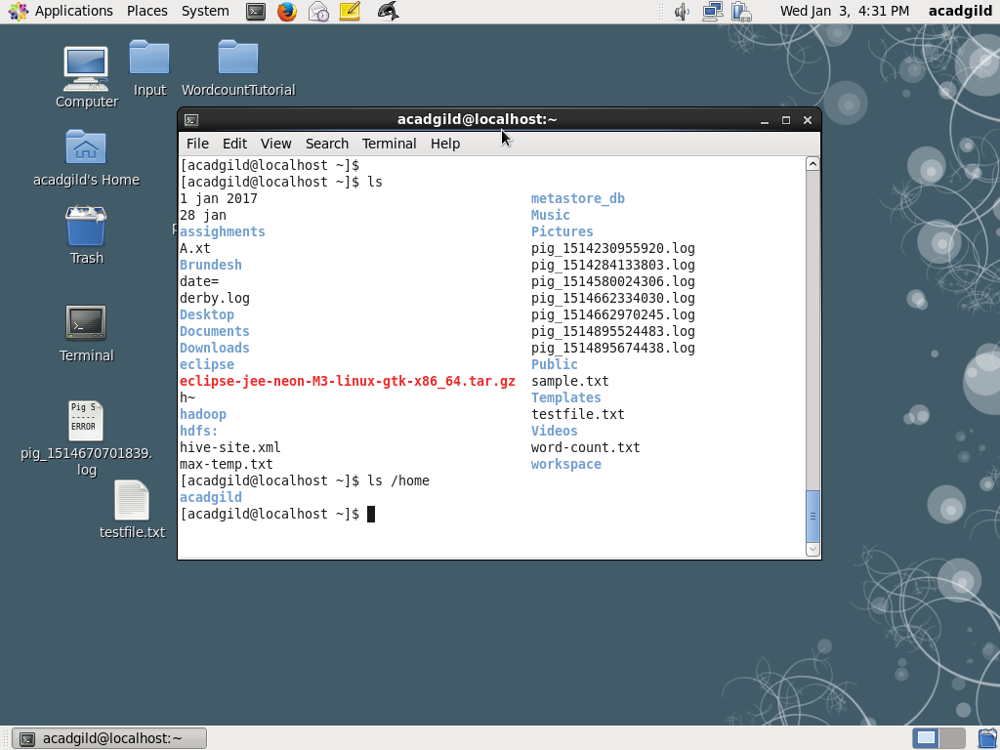 Applications Places System Wed Jan 3, 4:31 PM acadgild
Computer
Input
WordcountTutorial
acadgild's Home
Trash
Terminal
Pig S
-----
ERROR
pig_1514670701839.
log
testfile.txt
acadgild@localhost:~
File Edit View Search Terminal Help
[acadgild@localhost ~]$
[acadgild@localhost ~]$ ls
1 jan 2017 metastore_db
28 jan Music
assighments Pictures
A.xt pig_1514230955920.log
Brundesh pig_1514284133803.log
date= pig_1514580024306.log
derby.log pig_1514662334030.log
Desktop pig_1514662970245.log
Documents pig_1514895524483.log
Downloads pig_1514895674438.log
eclipse Public
eclipse-jee-neon-M3-linux-gtk-x86_64.tar.gz sample.txt
h~ Templates
hadoop testfile.txt
hdfs: Videos
hive-site.xml word-count.txt
max-temp.txt workspace
[acadgild@localhost ~]$ ls /home
acadgild
[acadgild@localhost ~]$
acadgild@localhost:~